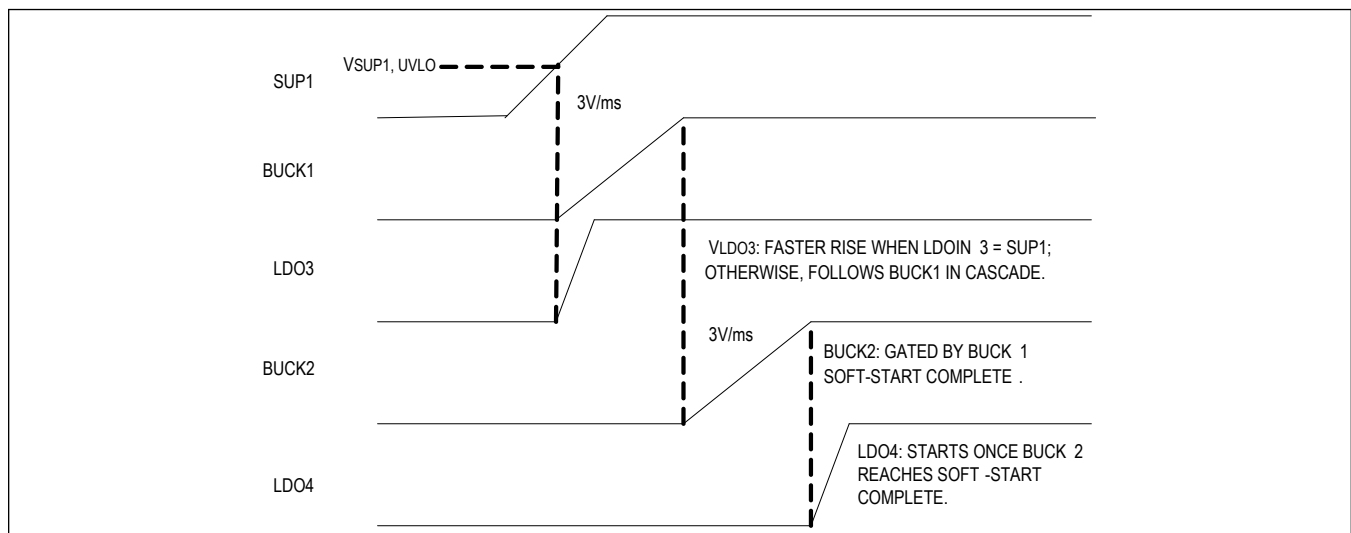 VSUP1, UVLO
SUP1
3V/ms
BUCK1
LDO3
VLDO3: FASTER RISE WHEN LDOIN 3 = SUP1;
OTHERWISE, FOLLOWS BUCK1 IN CASCADE.
3V/ms
BUCK2
BUCK2: GATED BY BUCK 1
SOFT-START COMPLETE .
LDO4
LDO4: STARTS ONCE BUCK 2
REACHES SOFT -START
COMPLETE.